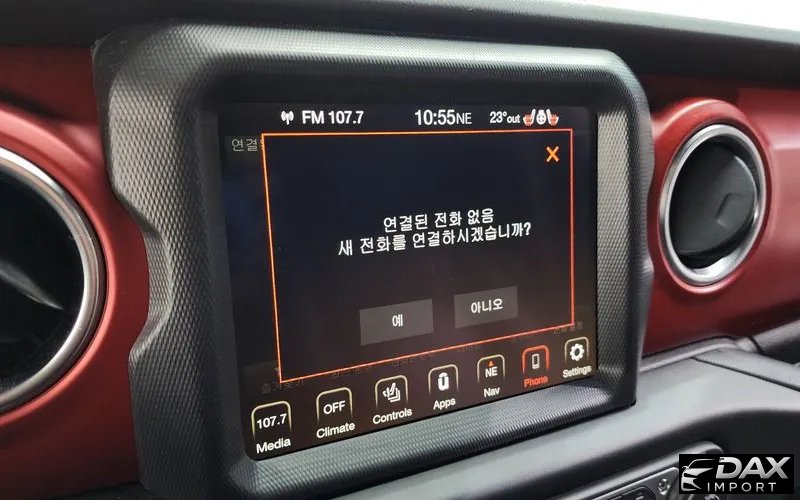 FM 107.7 10:55NE 23°out
연결
연결된 전화 없음
새 전화를 연결하시겠습니까?
예 아니오
107.7 OFF NE
Media Climate Controls Apps Nav Phone Settings
DAX
IMPORT